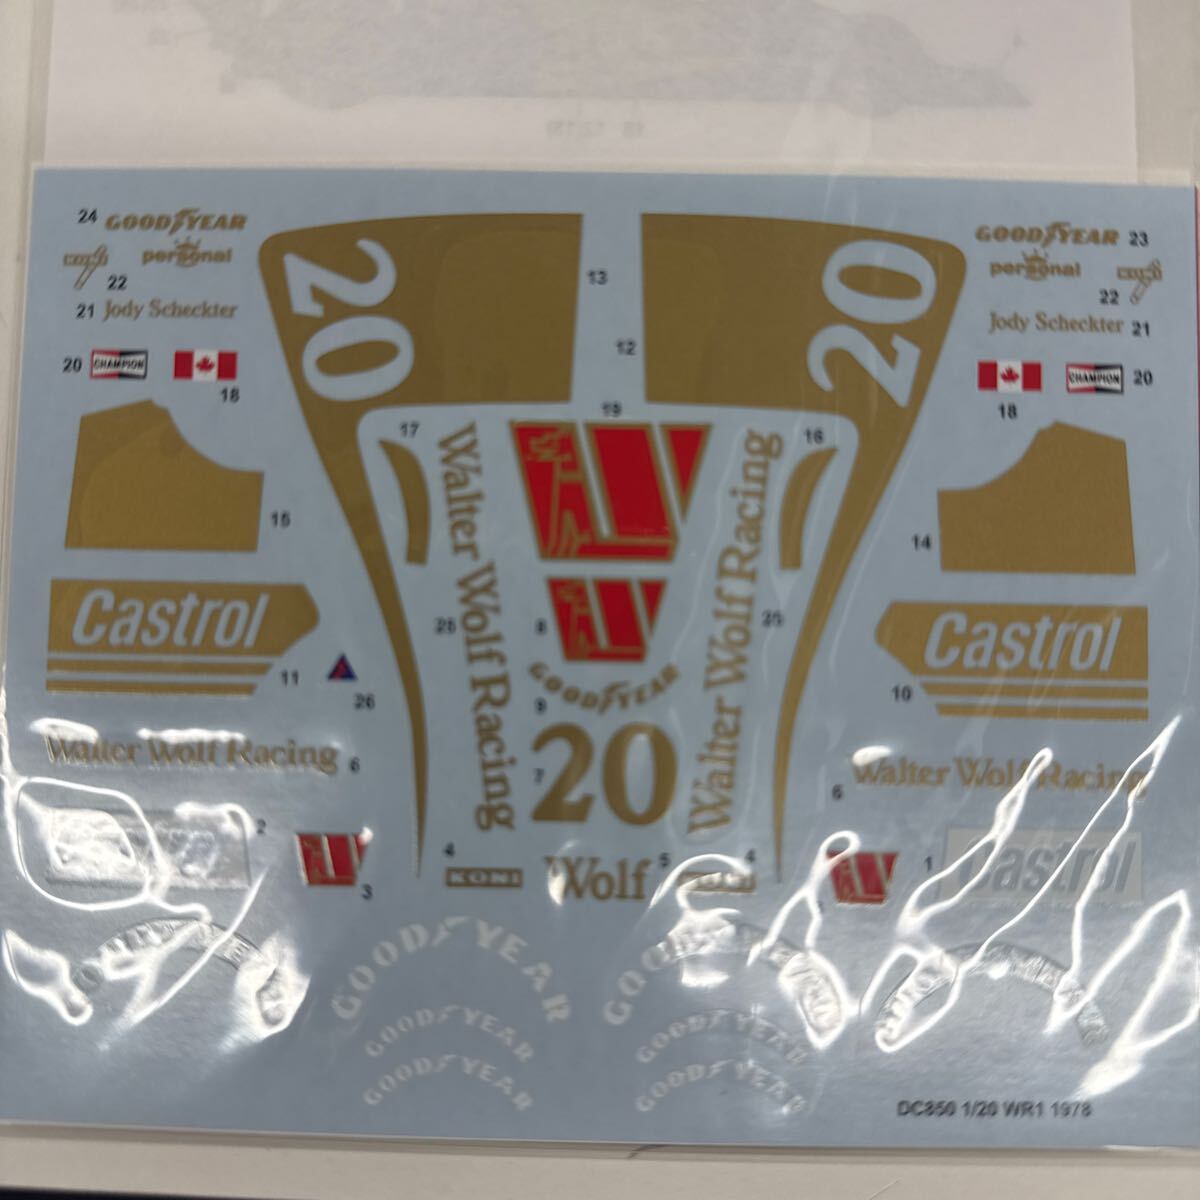 24 GOODYEAR
personal
22
21 Jody Scheckter
20 CHAMPION
18
20
13
12
20
GOODYEAR 23
personal
22
Jody Scheckter 21
CHAMPION 20
18
17
19
16
15
14
Walter Wolf Racing
Walter Wolf Racing
25
25
8
Castrol
11
26
GOODYEAR
9
7 20
Castrol
10
Walter Wolf Racing 6
6 Walter Wolf Racing
2
3
4
KONI
Wolf
5
4
1
Castrol
GOODYEAR
GOODYEAR
GOODYEAR
GOODYEAR
GOODYEAR
GOODYEAR
DC850 1/20 WR1 1978